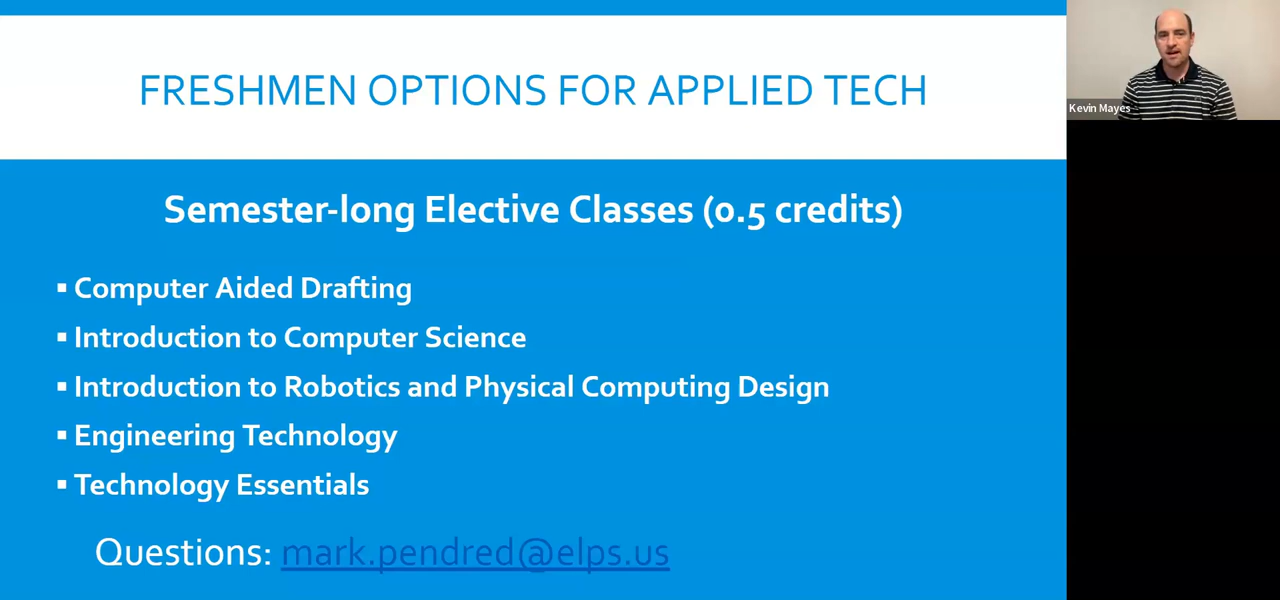 FRESHMEN OPTIONS FOR APPLIED TECH
Kevin Mayes
Semester-long Elective Classes (0.5 credits)
▪ Computer Aided Drafting
▪ Introduction to Computer Science
▪ Introduction to Robotics and Physical Computing Design
▪ Engineering Technology
▪ Technology Essentials
Questions: mark.pendred@elps.us